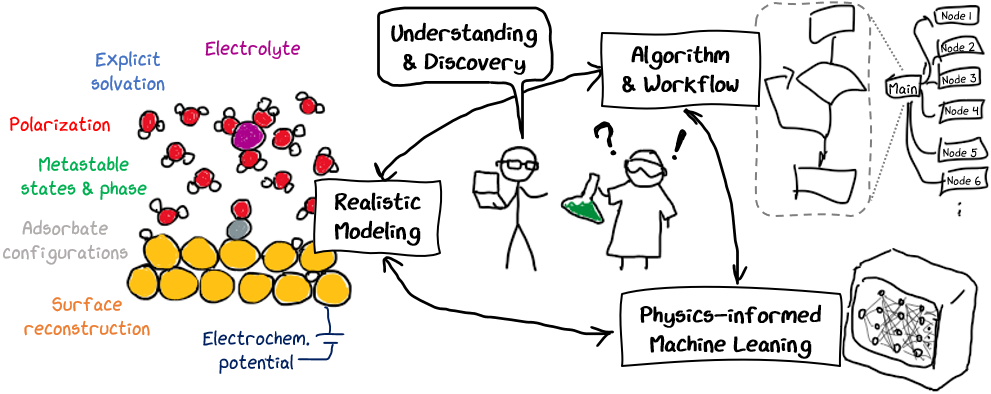 Explicit
solvation
Electrolyte
Polarization
Metastable
states & phase
Adsorbate
configurations
Surface
reconstruction
Electrochem.
potential
Realistic
Modeling
Understanding
& Discovery
? !
Algorithm
& Workflow
Physics-informed
Machine Leaning
Main
Node 1
Node 2
Node 3
Node 4
Node 5
Node 6